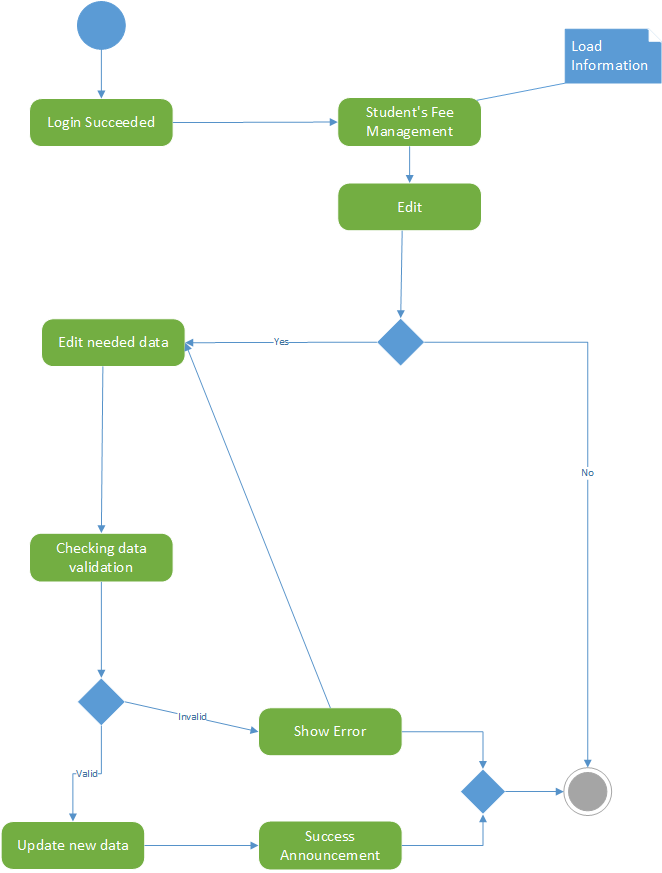 Load
Information
Login Succeeded
Student's Fee
Management
Edit
Edit needed data
Yes
No
Checking data
validation
Invalid
Show Error
Valid
Update new data
Success
Announcement